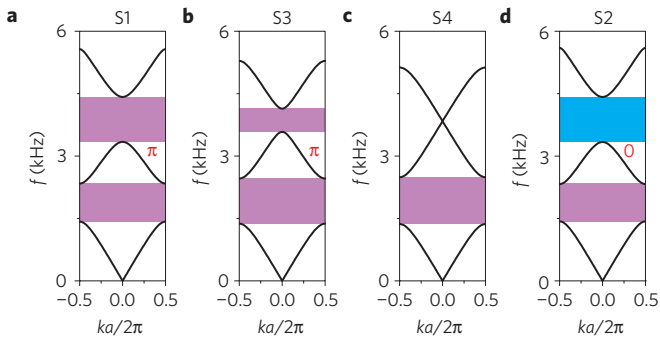 a S1 b S3 c S4 d S2
6 6 6 6
f (kHz) f (kHz) f (kHz) f (kHz)
3 3 3 3
π π 0
0 0 0 0
−0.5 0.0 0.5 −0.5 0.0 0.5 −0.5 0.0 0.5 −0.5 0.0 0.5
ka/2π ka/2π ka/2π ka/2π